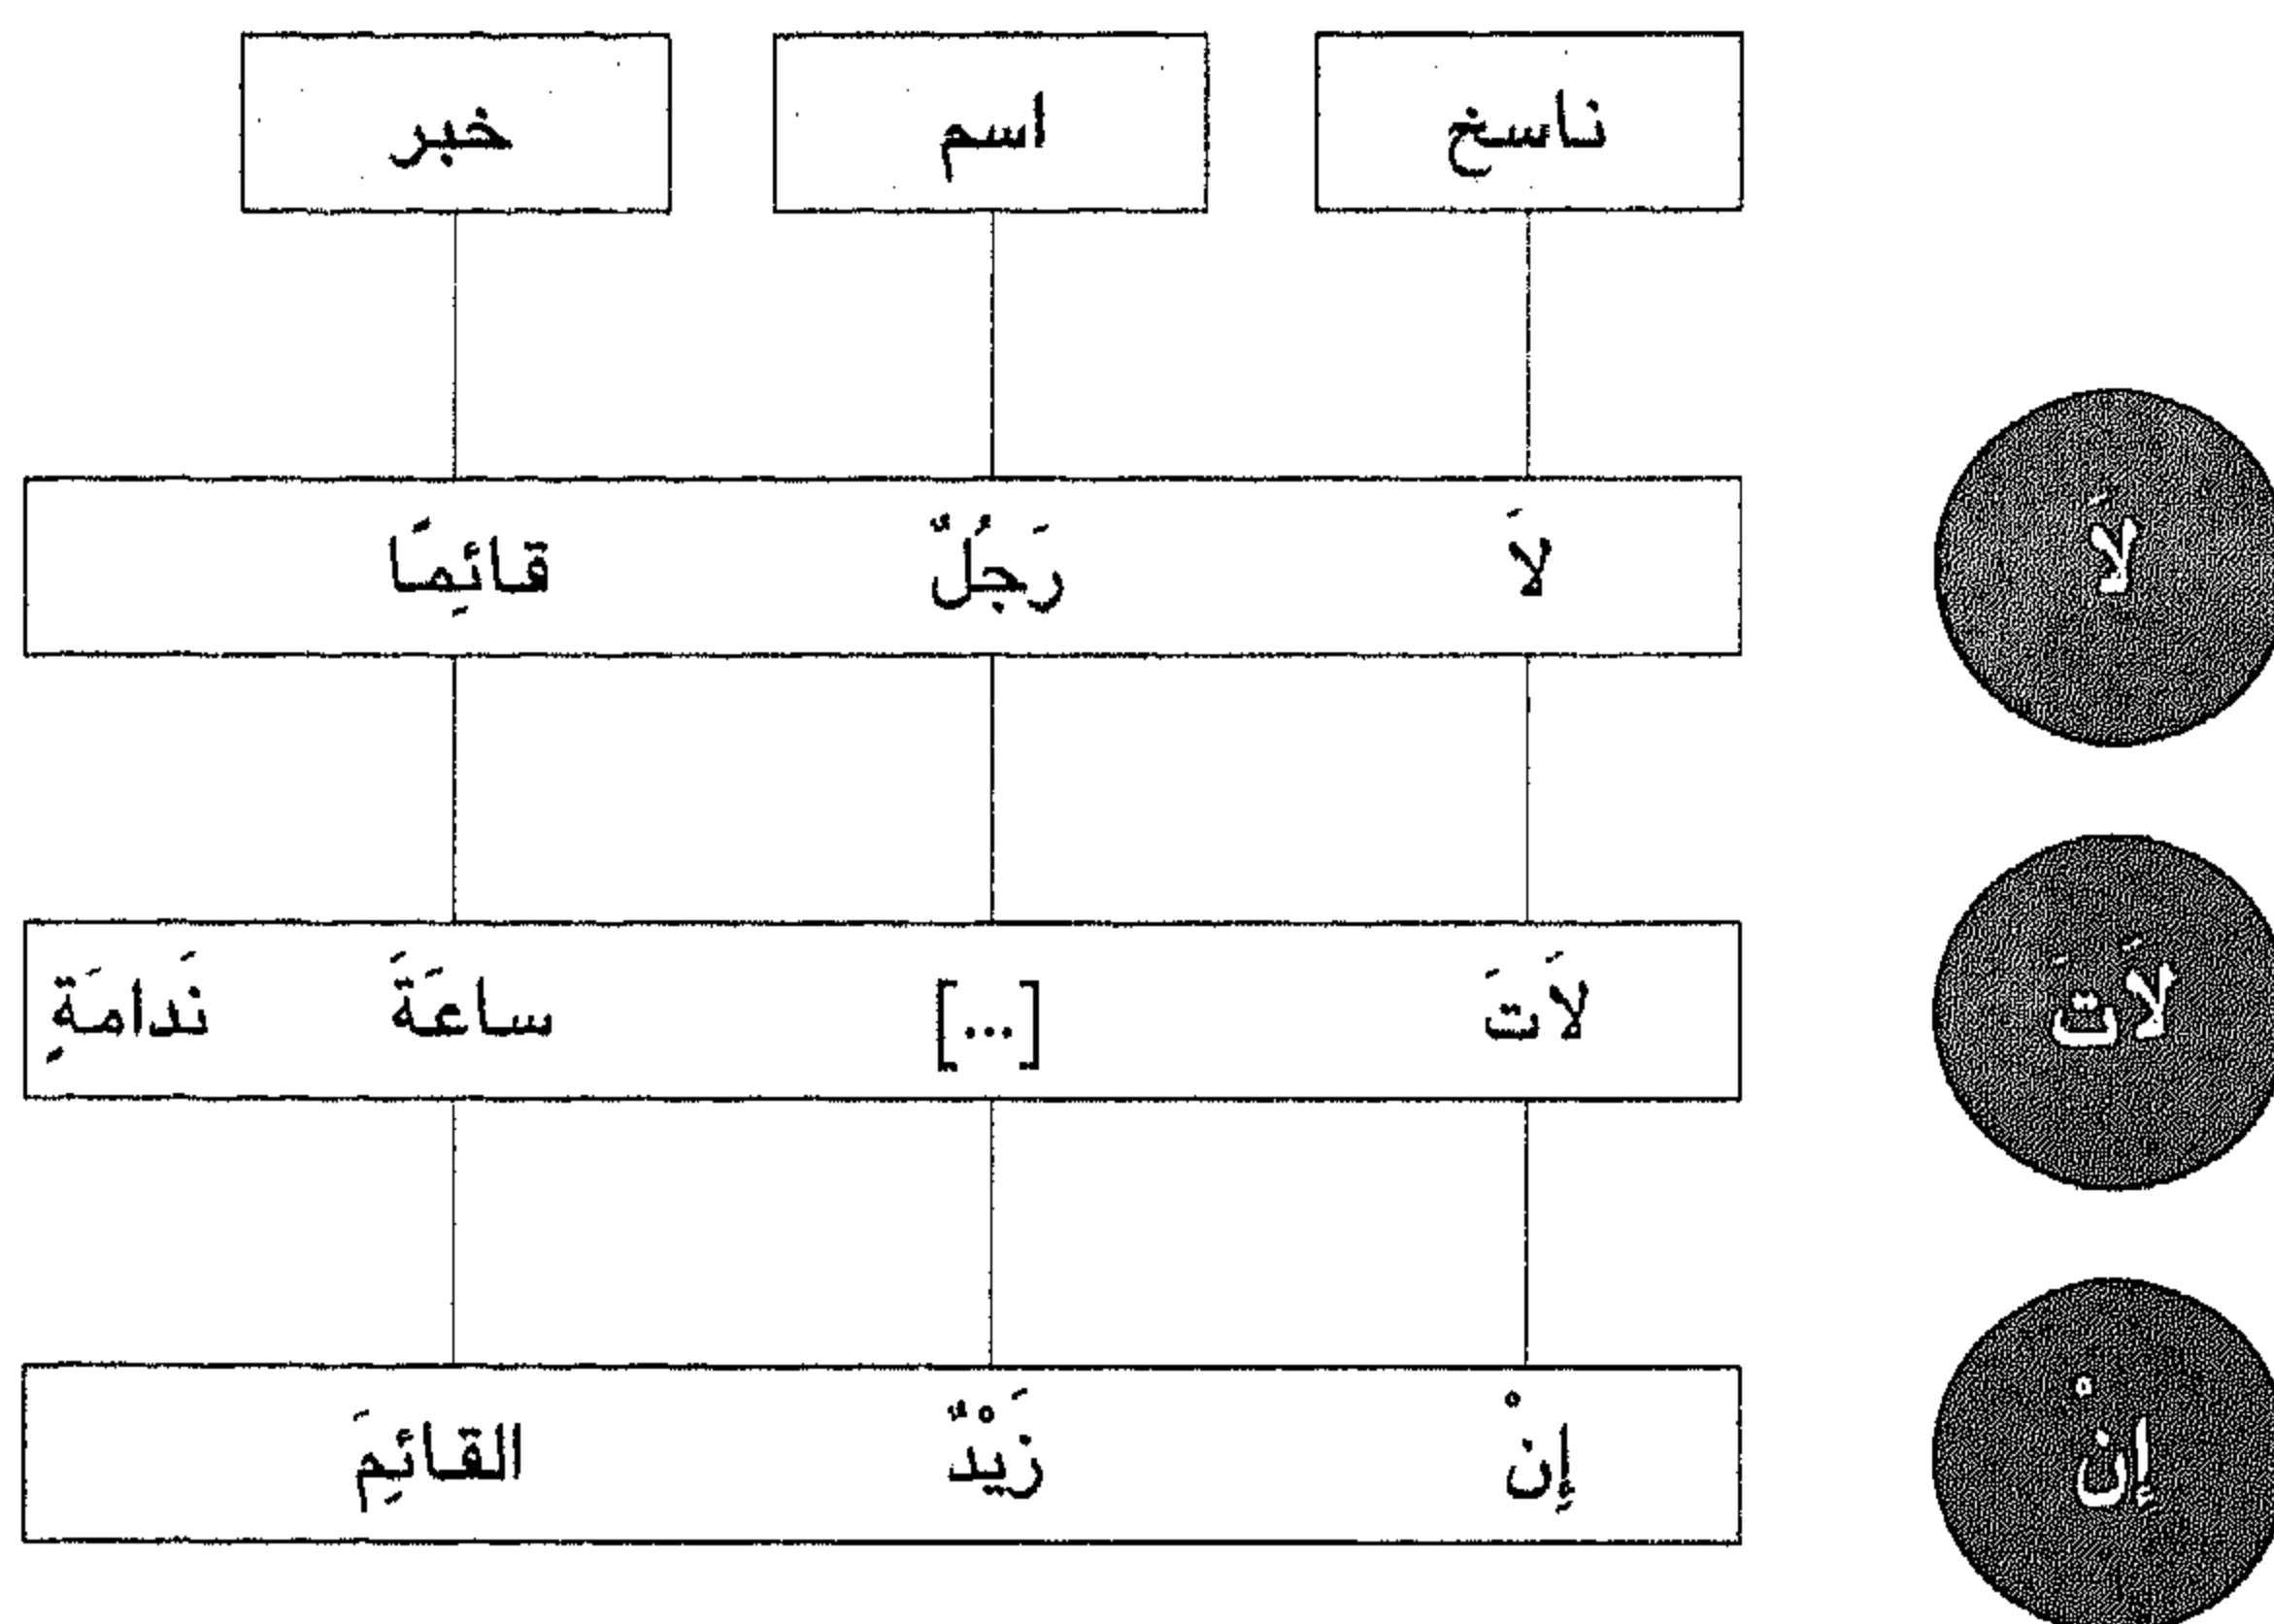 ناسخ اسم خبر
لاَ لاَ رَجُلٌ قائِمًا
لاَتَ لاَتَ [...] ساعَةَ نَدامَةٍ
إِنْ إِنْ زَيْدٌ القائِمَ